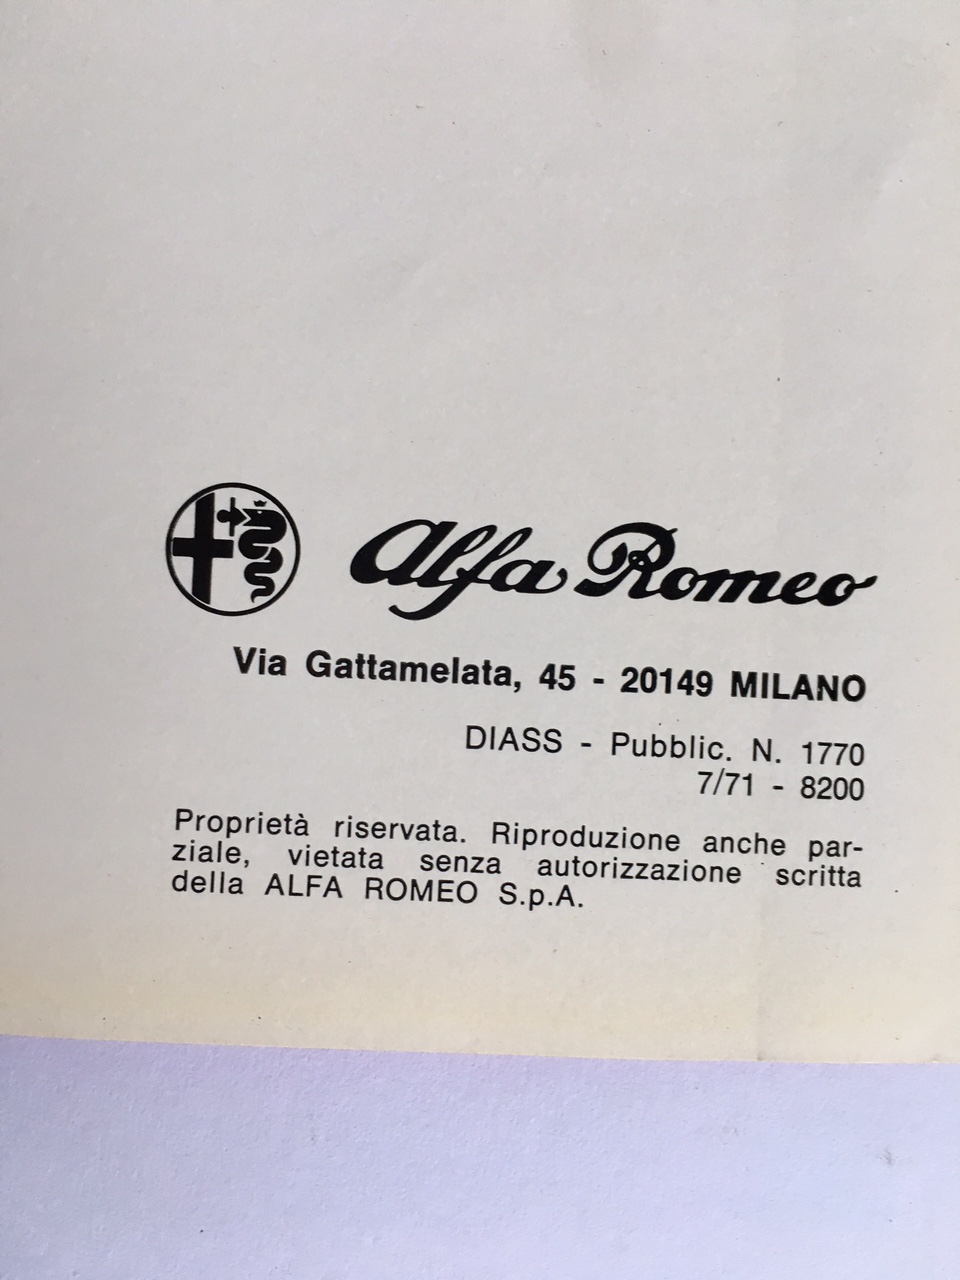 Alfa Romeo
Via Gattamelata, 45 - 20149 MILANO
DIASS - Pubblic. N. 1770
7/71 - 8200
Proprietà riservata. Riproduzione anche par-
ziale, vietata senza autorizzazione scritta
della ALFA ROMEO S.p.A.